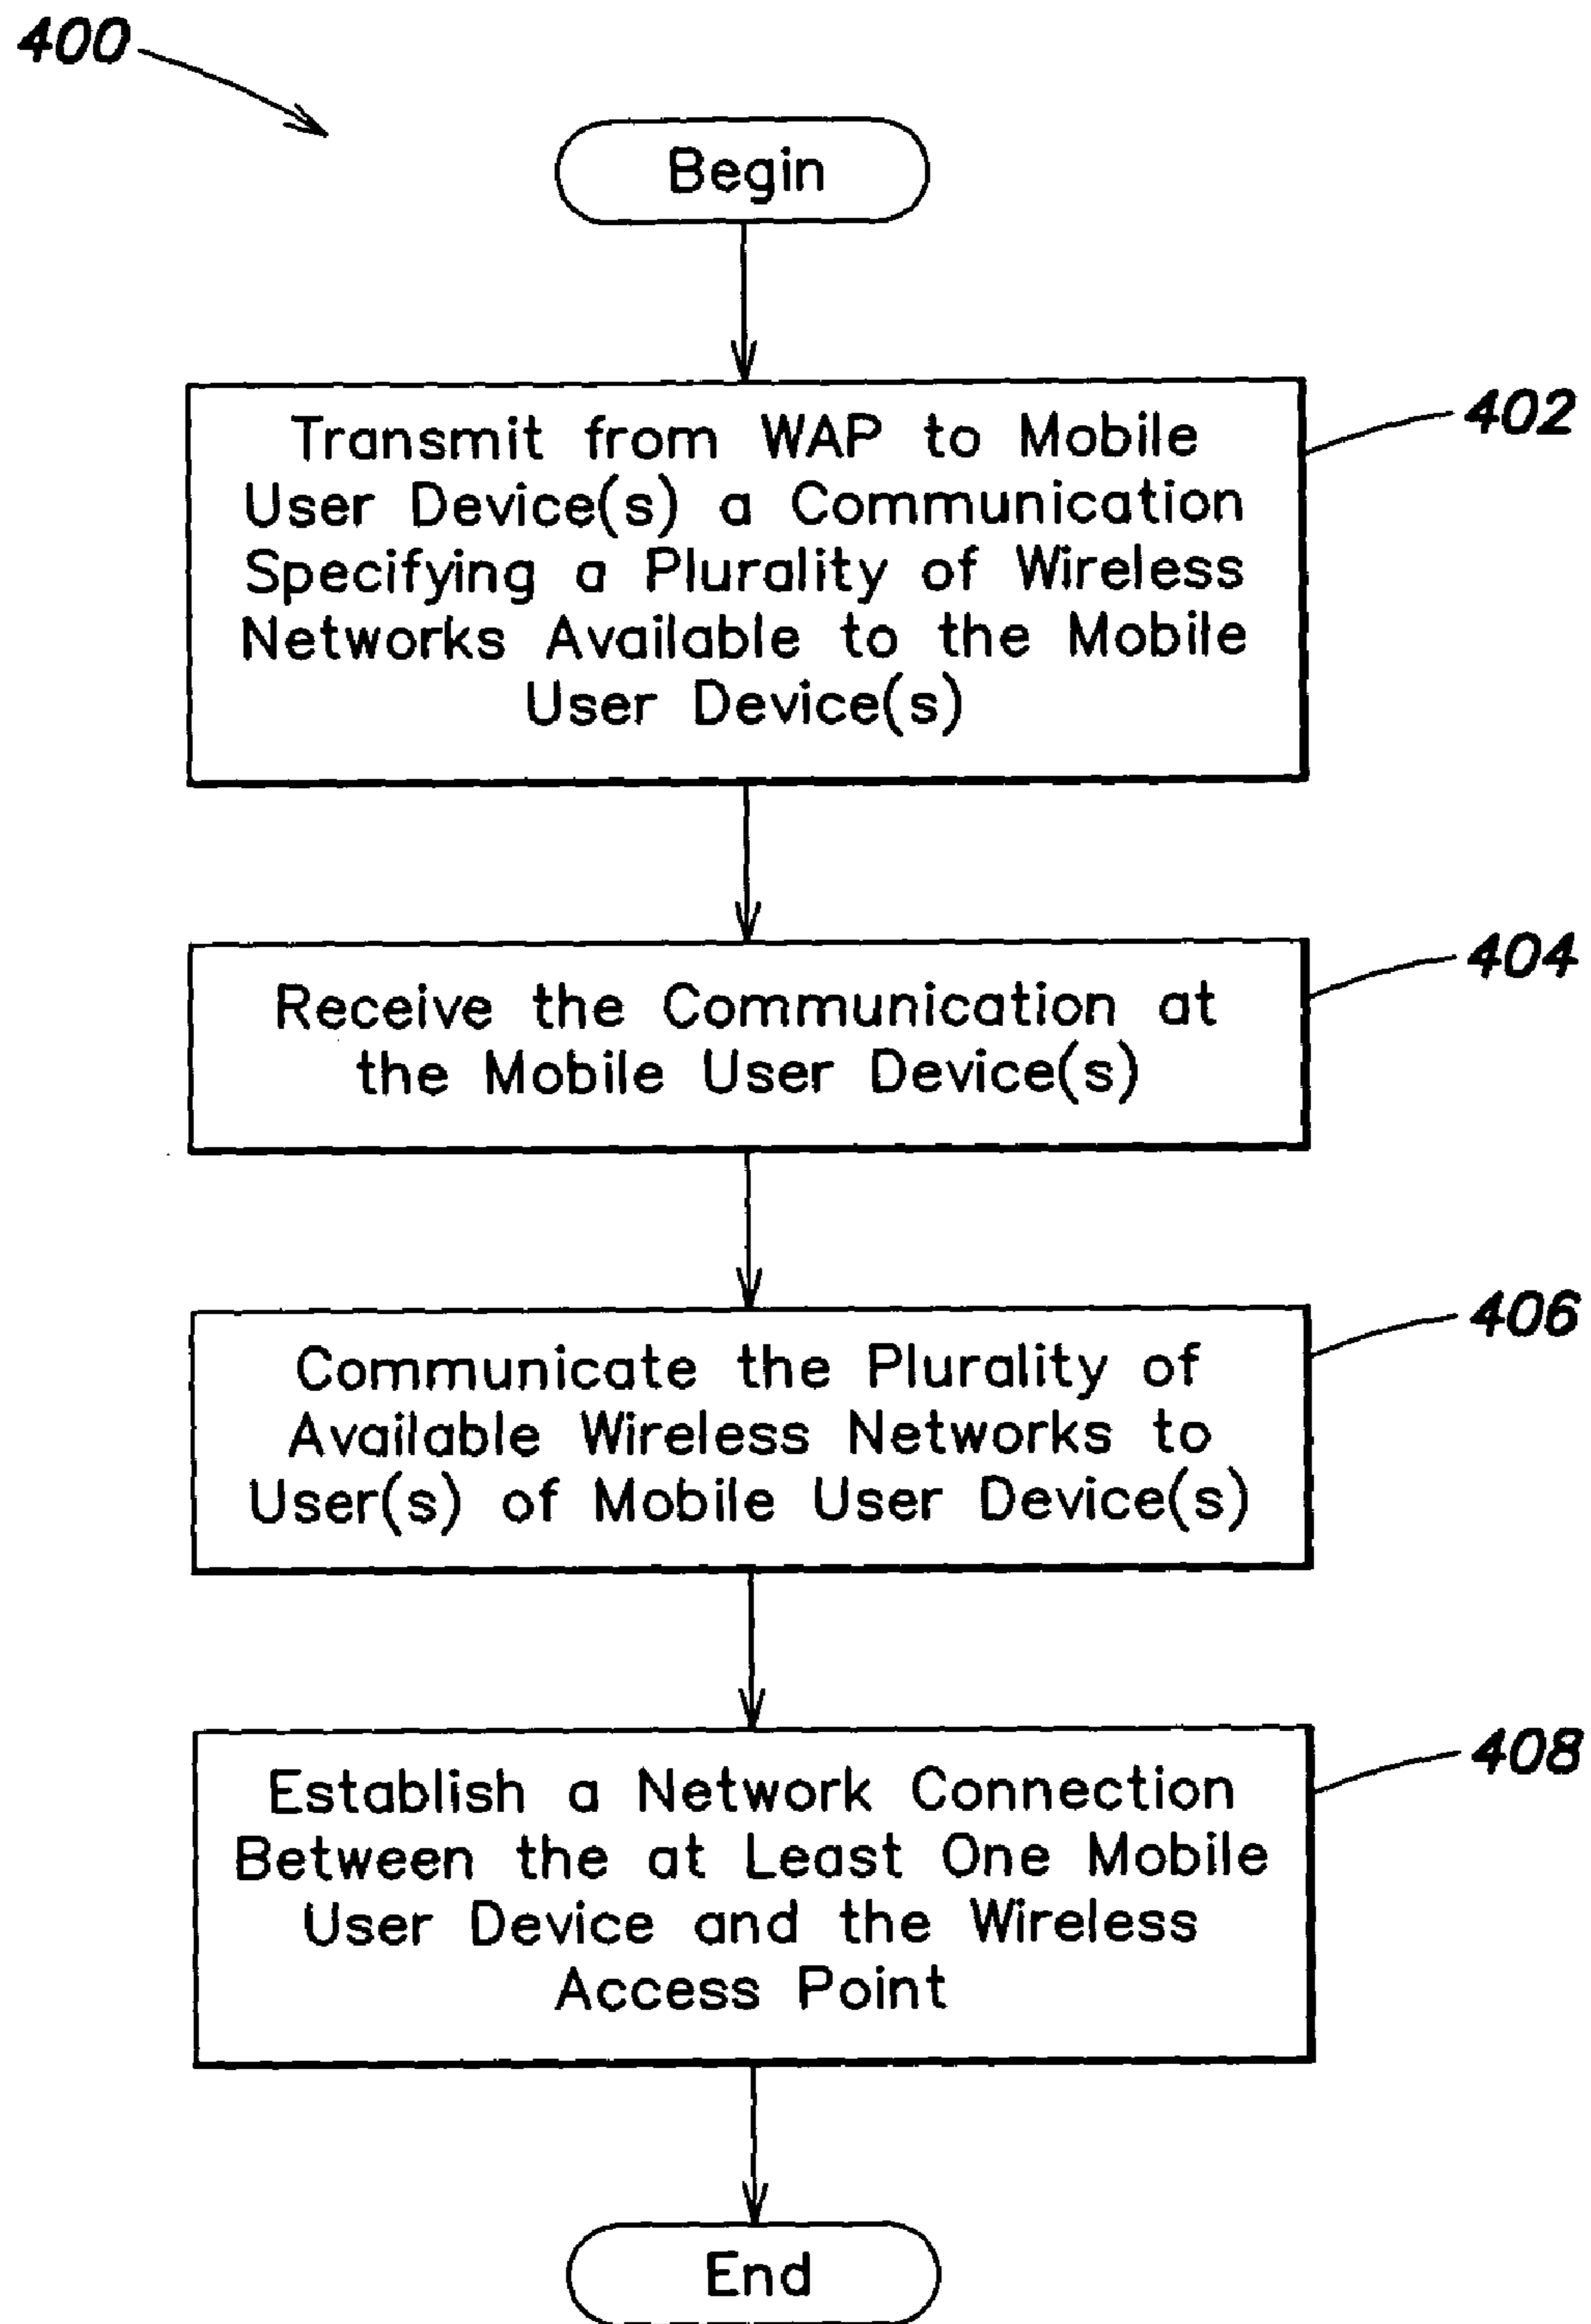 400
Begin
Transmit from WAP to Mobile
User Device(s) a Communication
Specifying a Plurality of Wireless
Networks Available to the Mobile
User Device(s)
402
Receive the Communication at
the Mobile User Device(s)
404
Communicate the Plurality of
Available Wireless Networks to
User(s) of Mobile User Device(s)
406
Establish a Network Connection
Between the at Least One Mobile
User Device and the Wireless
Access Point
408
End